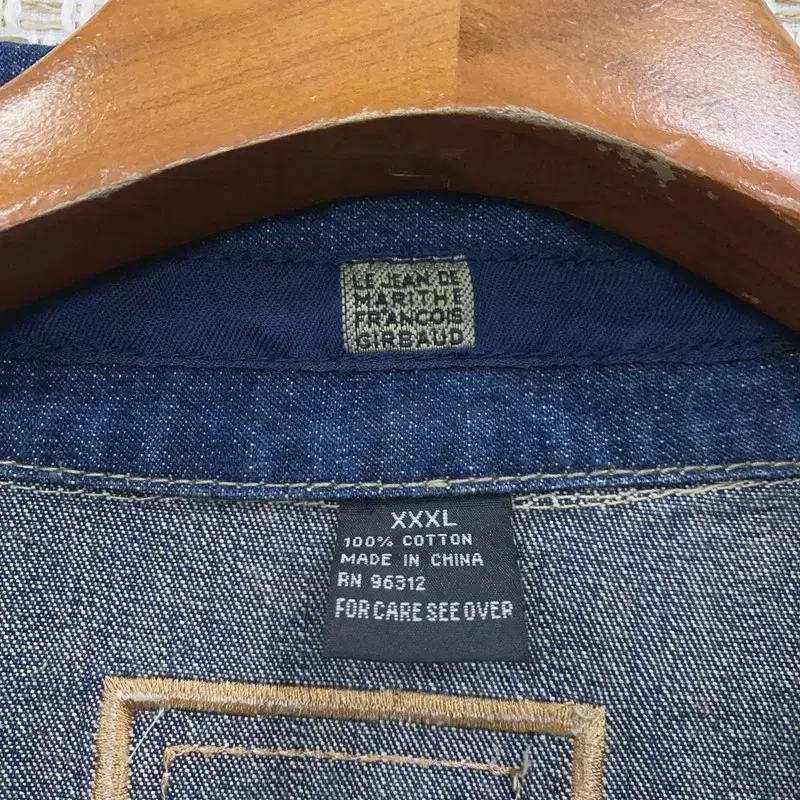 LE JEAN DE
MARITHE
FRANCOIS
GIRBAUD
XXXL
100% COTTON
MADE IN CHINA
RN 96312
FOR CARE SEE OVER